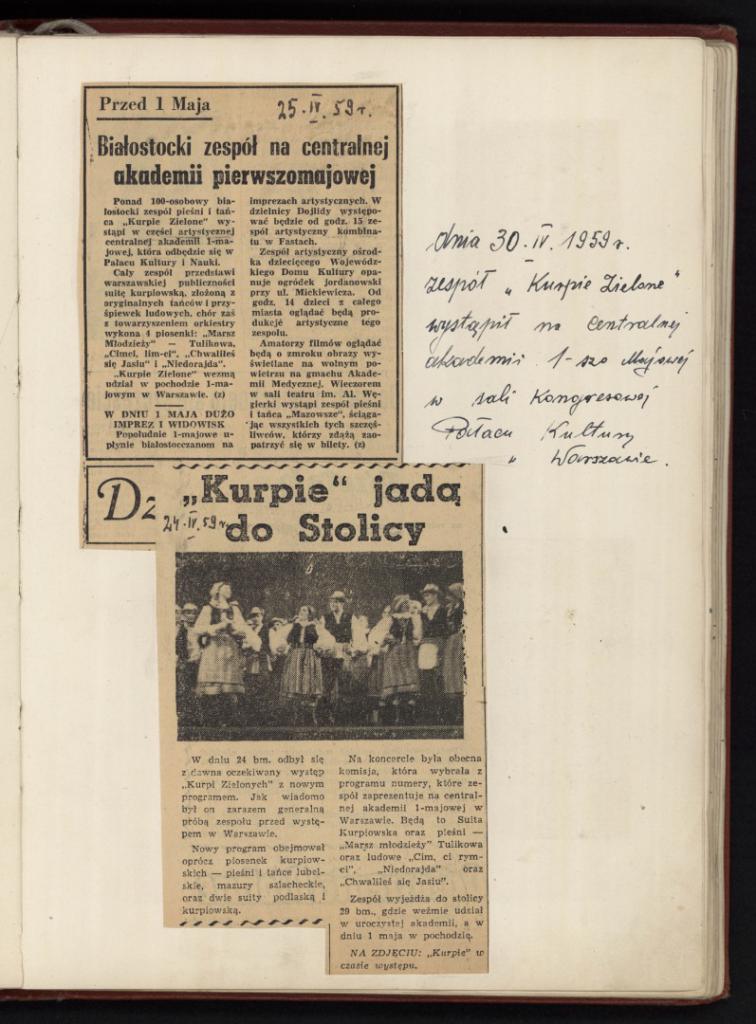 Przed 1 Maja
25.IV.59r.
Białostocki zespół na centralnej
akademii pierwszomajowej
Ponad 100-osobowy bia-
łostocki zespół pieśni i tań-
ca „Kurpie Zielone" wy-
stąpi w części artystycznej
centralnej akademii 1-ma-
jowej, która odbędzie się w
Pałacu Kultury i Nauki.
Cały zespół przedstawi
warszawskiej publiczności
suitę kurpiowską, złożoną z
oryginalnych tańców i przy-
śpiewek ludowych, chór zaś
z towarzyszeniem orkiestry
wykona 4 piosenki: „Marsz
Młodzieży" — Tulikowa,
„Cimci, lim-ci", „Chwaliłeś
się Jasiu" i „Niedorajda".
„Kurpie Zielone" wezmą
udział w pochodzie 1-ma-
jowym w Warszawie. (z)
W DNIU 1 MAJA DUŻO
IMPREZ I WIDOWISK
Popołudnie 1-majowe u-
płynie białostocczanom na
imprezach artystycznych. W
dzielnicy Dojlidy występo-
wać będzie od godz. 15 ze-
spół artystyczny kombina-
tu w Fastach.
Zespół artystyczny ośrod-
ka dziecięcego Wojewódz-
kiego Domu Kultury opa-
nuje ogródek jordanowski
przy ul. Mickiewicza. Od
godz. 14 dzieci z całego
miasta oglądać będą pro-
dukcje artystyczne tego
zespołu.
Amatorzy filmów oglądać
będą o zmroku obrazy wy-
świetlane na wolnym po-
wietrzu na gmachu Akade-
mii Medycznej. Wieczorem
w sali teatru im. Al. Wę-
gierki wystąpi zespół pieśni
i tańca „Mazowsze", ściąga-
jąc wszystkich tych szczęś-
liwców, którzy zdążą zao-
patrzyć się w bilety. (z)
dnia 30.IV.1959r.
zespół „Kurpie Zielone"
wystąpił na centralnej
akademii 1-szo Majowej
w sali Kongresowej
Pałacu Kultury
w Warszawie.
Dz
„Kurpie" jadą
24.IV.59r.
do Stolicy
W dniu 24 bm. odbył się
z dawna oczekiwany występ
„Kurpi Zielonych" z nowym
programem. Jak wiadomo
był on zarazem generalną
próbą zespołu przed wystę-
pem w Warszawie.
Nowy program obejmował
oprócz piosenek kurpiow-
skich — pieśni i tańce lubel-
skie, mazury szlacheckie,
oraz dwie suity podlaską i
kurpiowską.
Na koncercie była obecna
komisja, która wybrała z
programu numery, które ze-
spół zaprezentuje na central-
nej akademii 1-majowej w
Warszawie. Będą to Suita
Kurpiowska oraz pieśni —
„Marsz młodzieży" Tulikowa
oraz ludowe „Cim, ci rym-
ci", „Niedorajda" oraz
„Chwaliłeś się Jasiu".
Zespół wyjeżdża do stolicy
29 bm., gdzie weźmie udział
w uroczystej akademii, a w
dniu 1 maja w pochodzie.
NA ZDJĘCIU: „Kurpie" w
czasie występu.